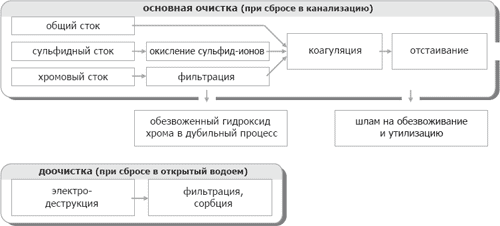 основная очистка (при сбросе в канализацию)
общий сток
сульфидный сток
окисление сульфид-ионов
коагуляция
отстаивание
хромовый сток
фильтрация
обезвоженный гидроксид
хрома в дубильный процесс
шлам на обезвоживание
и утилизацию
доочистка (при сбросе в открытый водоем)
электро-
деструкция
фильтрация,
сорбция